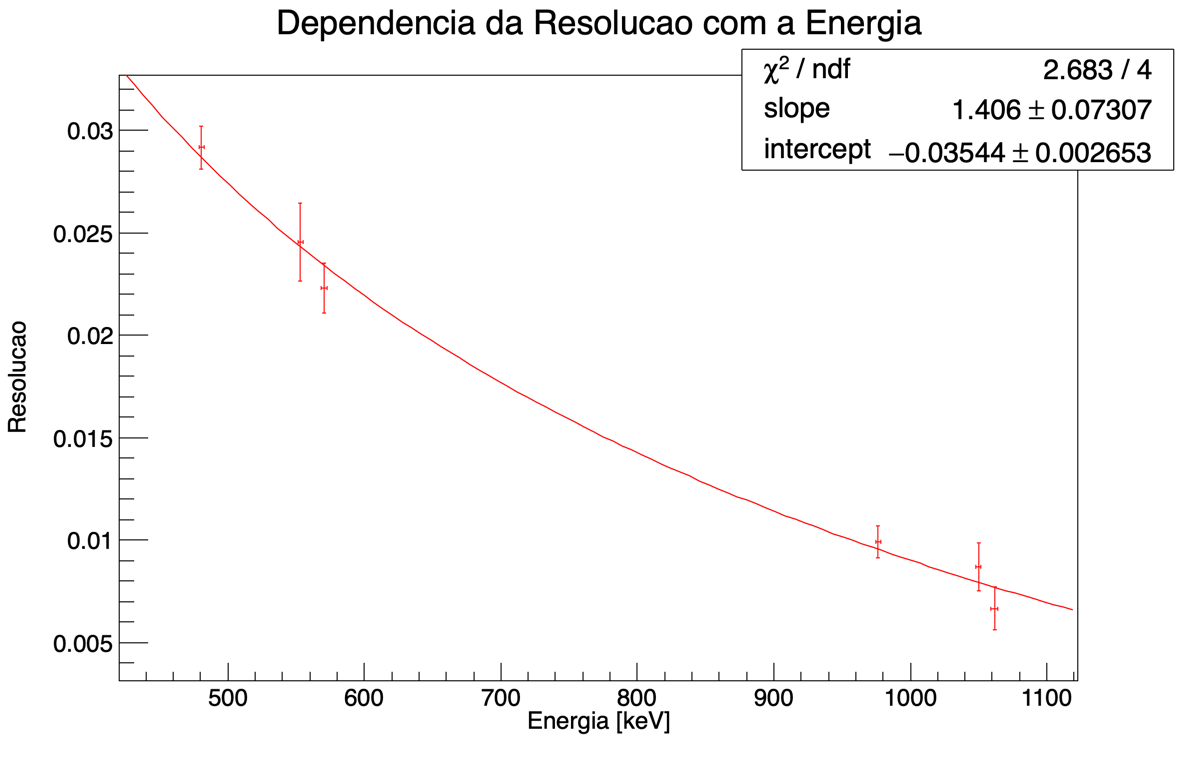 Dependencia da Resolucao com a Energia
χ² / ndf 2.683 / 4
slope 1.406 ± 0.07307
intercept −0.03544 ± 0.002653
0.03
0.025
0.02
0.015
0.01
0.005
Resolucao
500 600 700 800 900 1000 1100
Energia [keV]